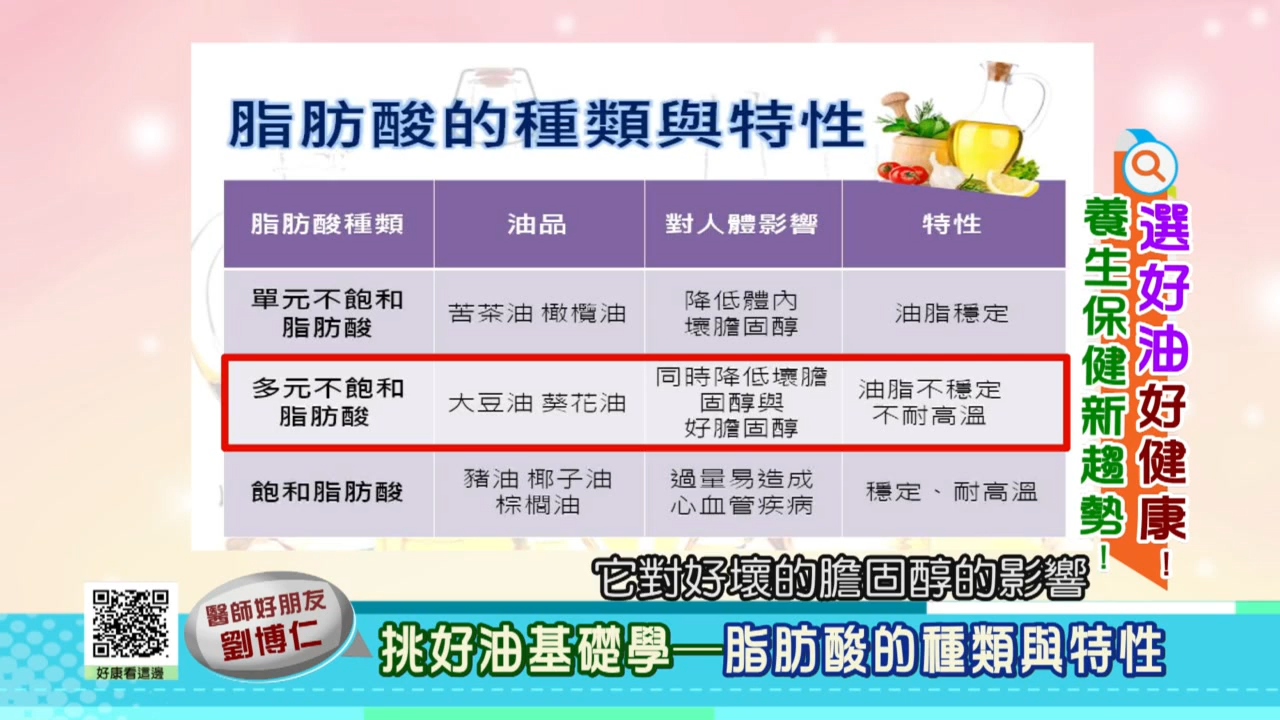 脂肪酸的種類與特性
脂肪酸種類 油品 對人體影響 特性
單元不飽和
脂肪酸
苦茶油 橄欖油
降低體內
壞膽固醇
油脂穩定
多元不飽和
脂肪酸
大豆油 葵花油
同時降低壞膽
固醇與
好膽固醇
油脂不穩定
不耐高溫
飽和脂肪酸
豬油 椰子油
棕櫚油
過量易造成
心血管疾病
穩定、耐高溫
選好油好健康!
養生保健新趨勢!
它對好壞的膽固醇的影響
醫師好朋友
劉博仁
挑好油基礎學—脂肪酸的種類與特性
好康看這邊